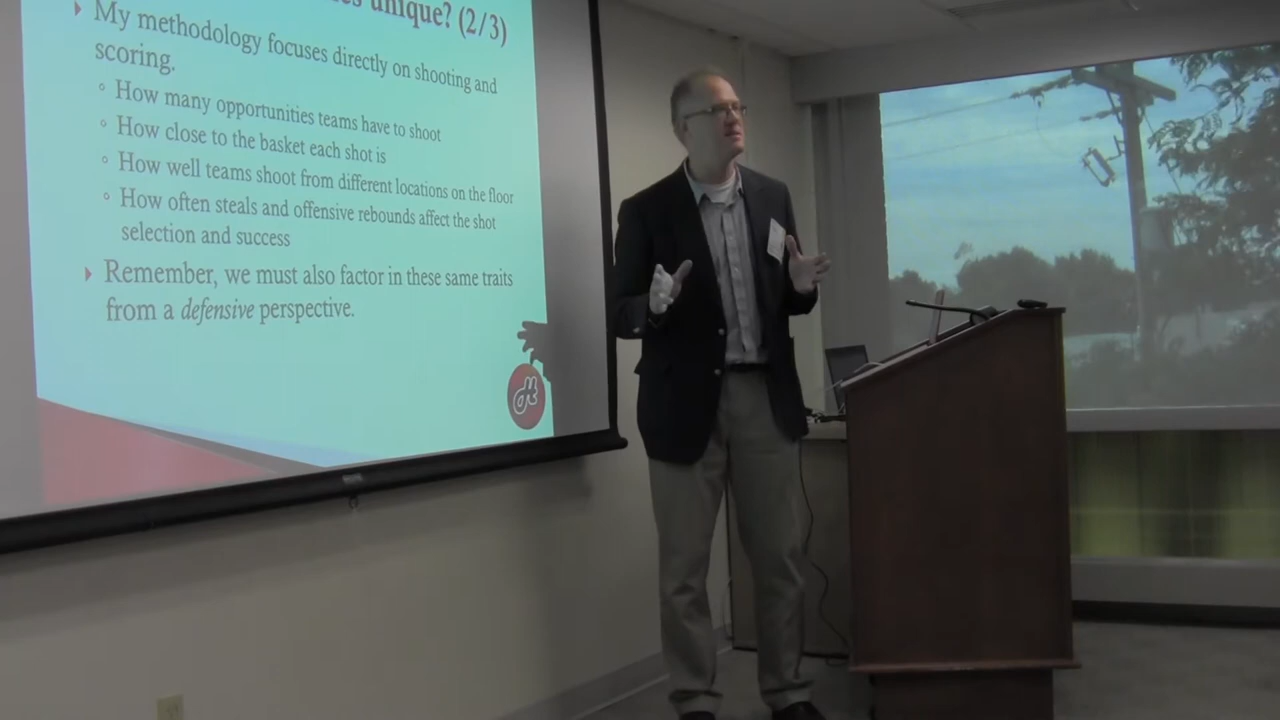 unique? (2/3)
My methodology focuses directly on shooting and
scoring.
How many opportunities teams have to shoot
How close to the basket each shot is
How well teams shoot from different locations on the floor
How often steals and offensive rebounds affect the shot
selection and success
Remember, we must also factor in these same traits
from a defensive perspective.